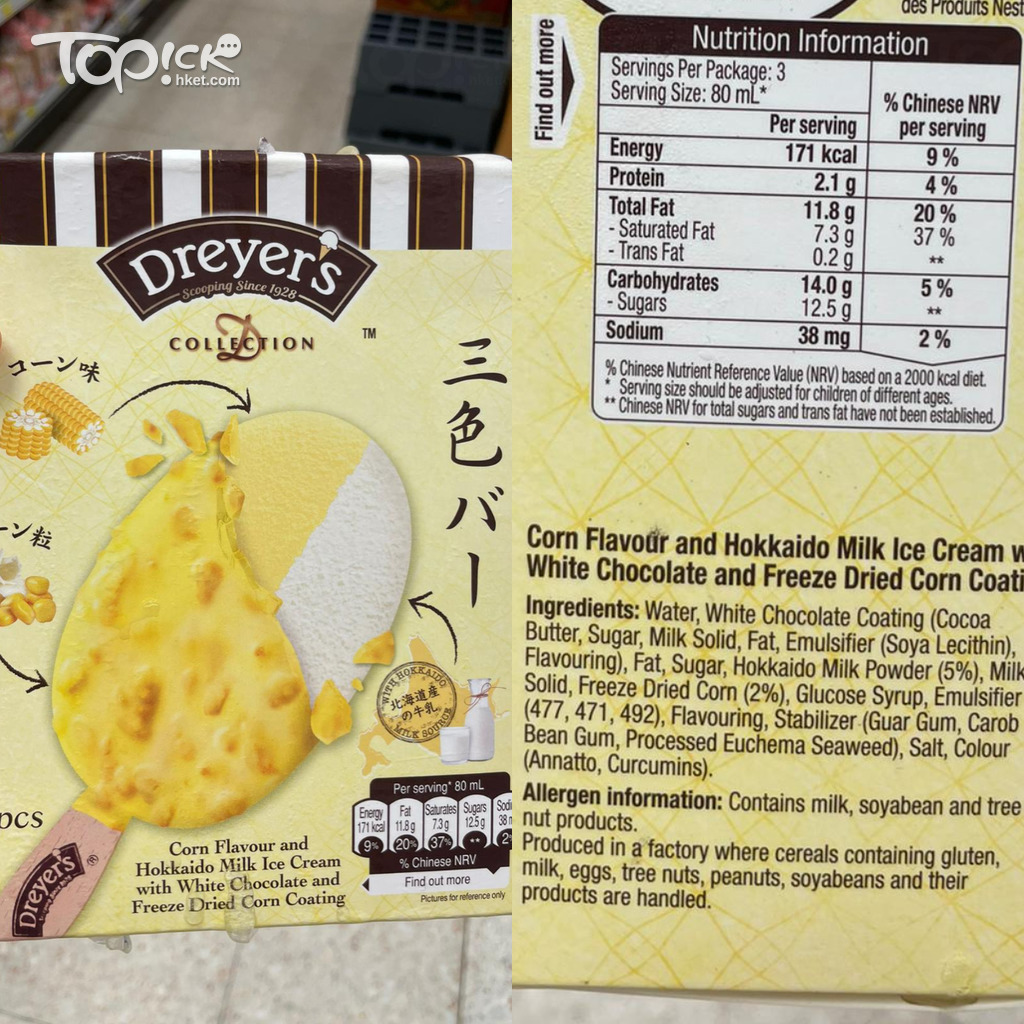 TOPick
hket.com
Dreyer's
Scooping Since 1928
D
COLLECTION
TM
コーン味
三色バー
ーン粒
WITH HOKKAIDO
北海道産
の牛乳
MILK SOURCE
pcs
Per serving* 80 mL
Energy Fat Saturates Sugars
171 kcal 11.8 g 7.3 g 12.5 g
9% 20% 37% **
% Chinese NRV
Find out more
Pictures for reference only
Corn Flavour and
Hokkaido Milk Ice Cream
with White Chocolate and
Freeze Dried Corn Coating
Dreyer's
®
des Produits Nest
Find out more
Nutrition Information
Servings Per Package: 3
Serving Size: 80 mL*
% Chinese NRV
Per serving per serving
Energy 171 kcal 9 %
Protein 2.1 g 4 %
Total Fat 11.8 g 20 %
- Saturated Fat 7.3 g 37 %
- Trans Fat 0.2 g **
Carbohydrates 14.0 g 5 %
- Sugars 12.5 g **
Sodium 38 mg 2 %
% Chinese Nutrient Reference Value (NRV) based on a 2000 kcal diet.
* Serving size should be adjusted for children of different ages.
** Chinese NRV for total sugars and trans fat have not been established.
Corn Flavour and Hokkaido Milk Ice Cream w
White Chocolate and Freeze Dried Corn Coati
Ingredients: Water, White Chocolate Coating (Cocoa
Butter, Sugar, Milk Solid, Fat, Emulsifier (Soya Lecithin),
Flavouring), Fat, Sugar, Hokkaido Milk Powder (5%), Milk
Solid, Freeze Dried Corn (2%), Glucose Syrup, Emulsifier
(477, 471, 492), Flavouring, Stabilizer (Guar Gum, Carob
Bean Gum, Processed Euchema Seaweed), Salt, Colour
(Annatto, Curcumins).
Allergen information: Contains milk, soyabean and tree
nut products.
Produced in a factory where cereals containing gluten,
milk, eggs, tree nuts, peanuts, soyabeans and their
products are handled.